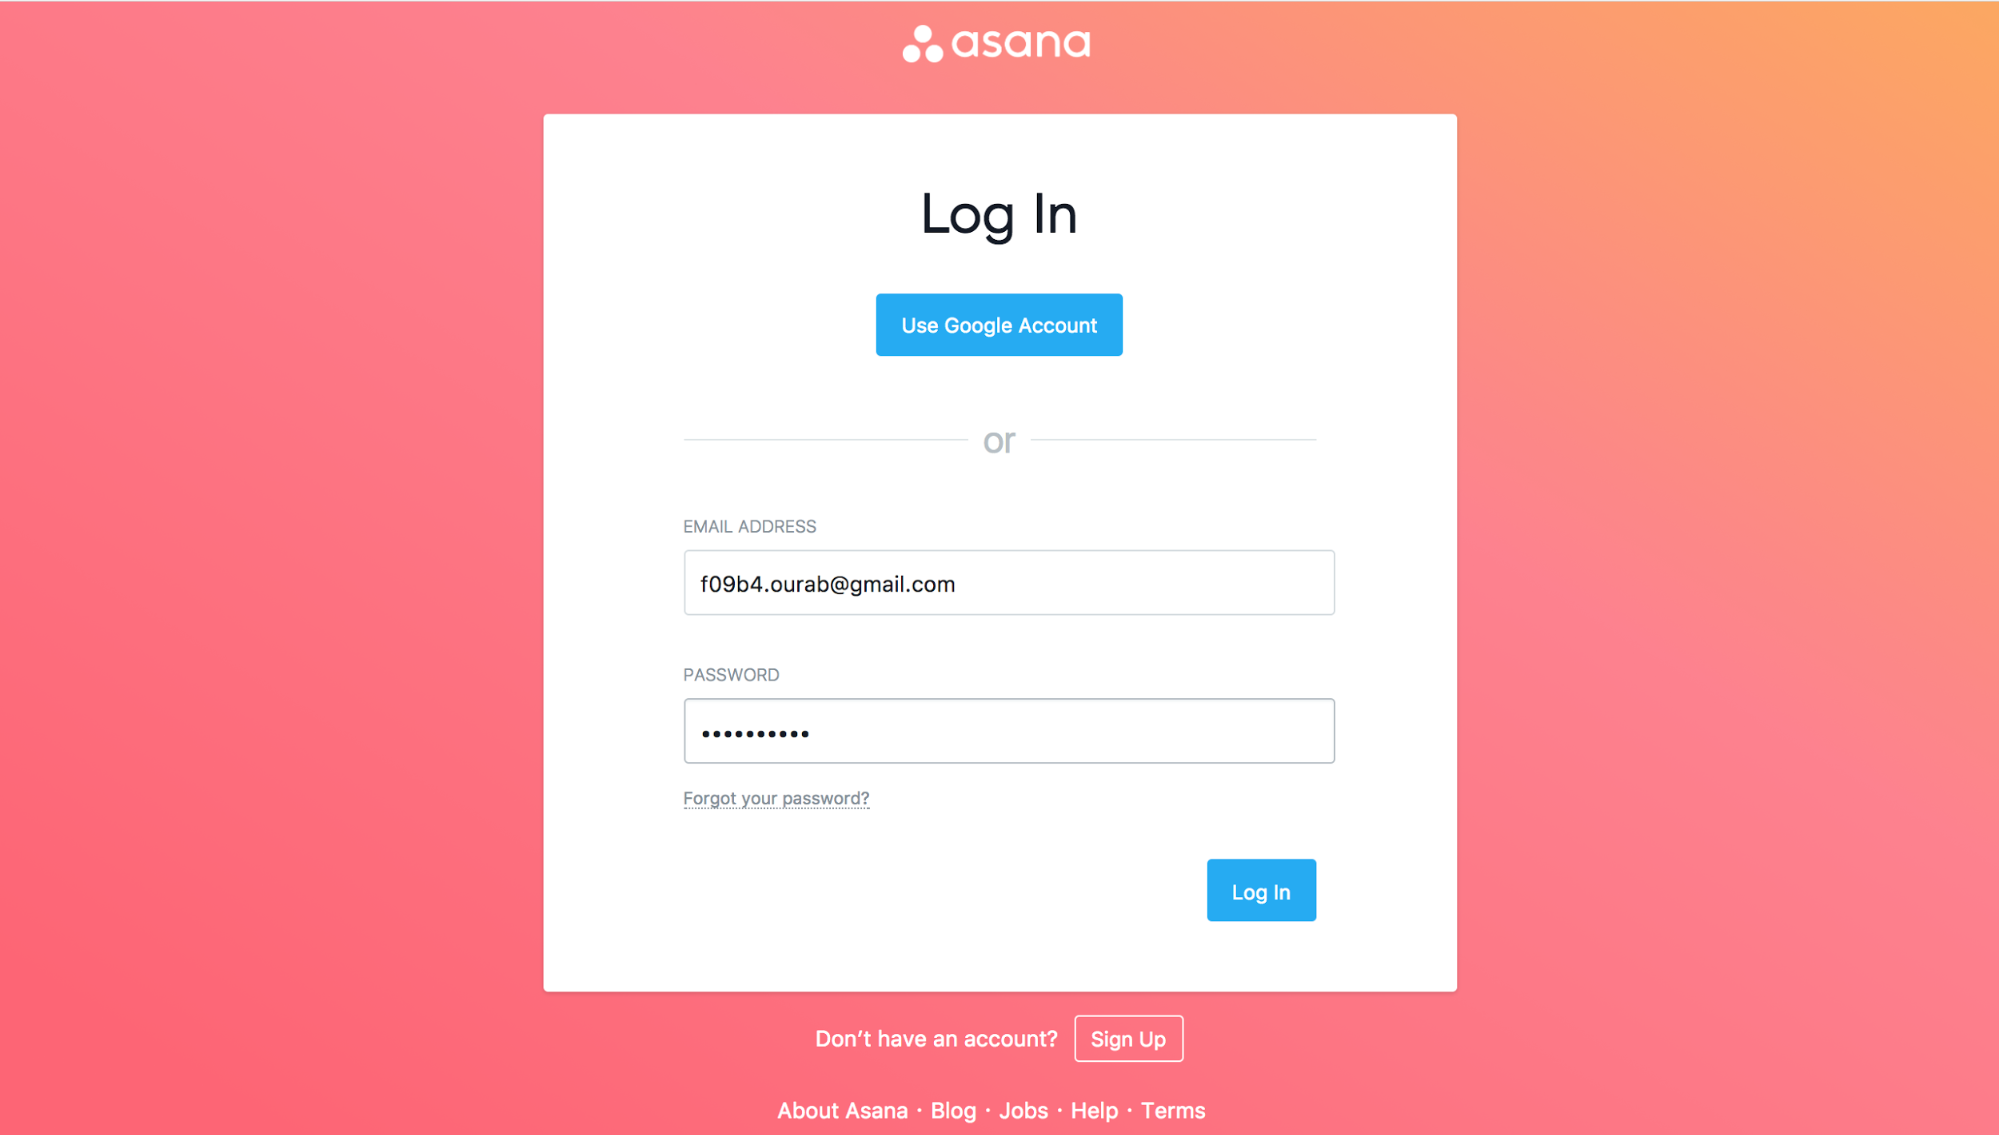 asana
Log In
Use Google Account
or
EMAIL ADDRESS
f09b4.ourab@gmail.com
PASSWORD
••••••••••
Forgot your password?
Log In
Don’t have an account? Sign Up
About Asana · Blog · Jobs · Help · Terms